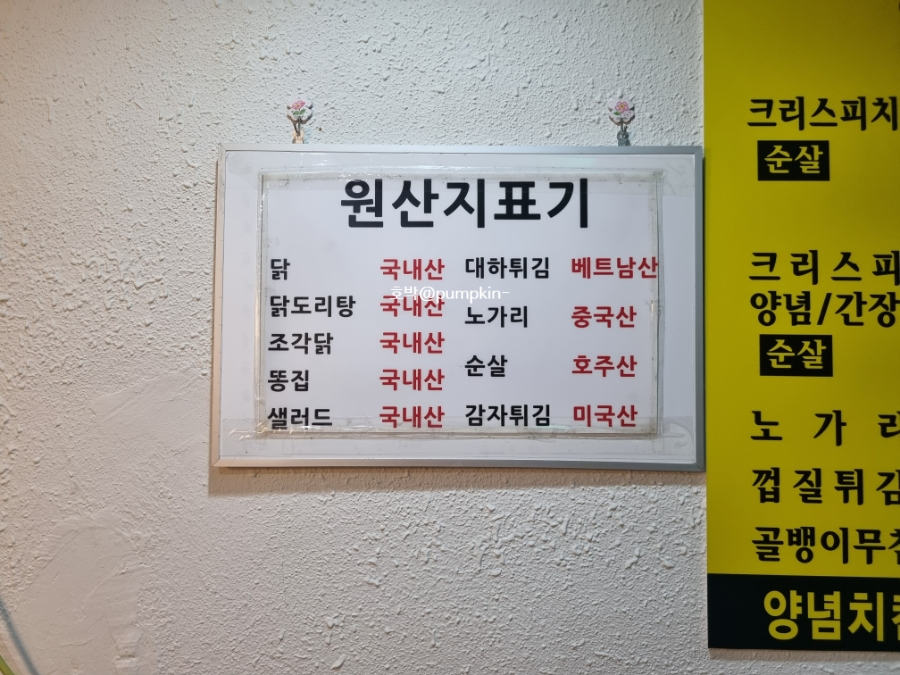 원산지표기
닭 국내산 대하튀김 베트남산
호박@pumpkin~
닭도리탕 국내산 노가리 중국산
조각닭 국내산
똥집 국내산 순살 호주산
샐러드 국내산 감자튀김 미국산
크리스피치
순살
크리스피
양념/간장
순살
노가리
껍질튀김
골뱅이무침
양념치킨